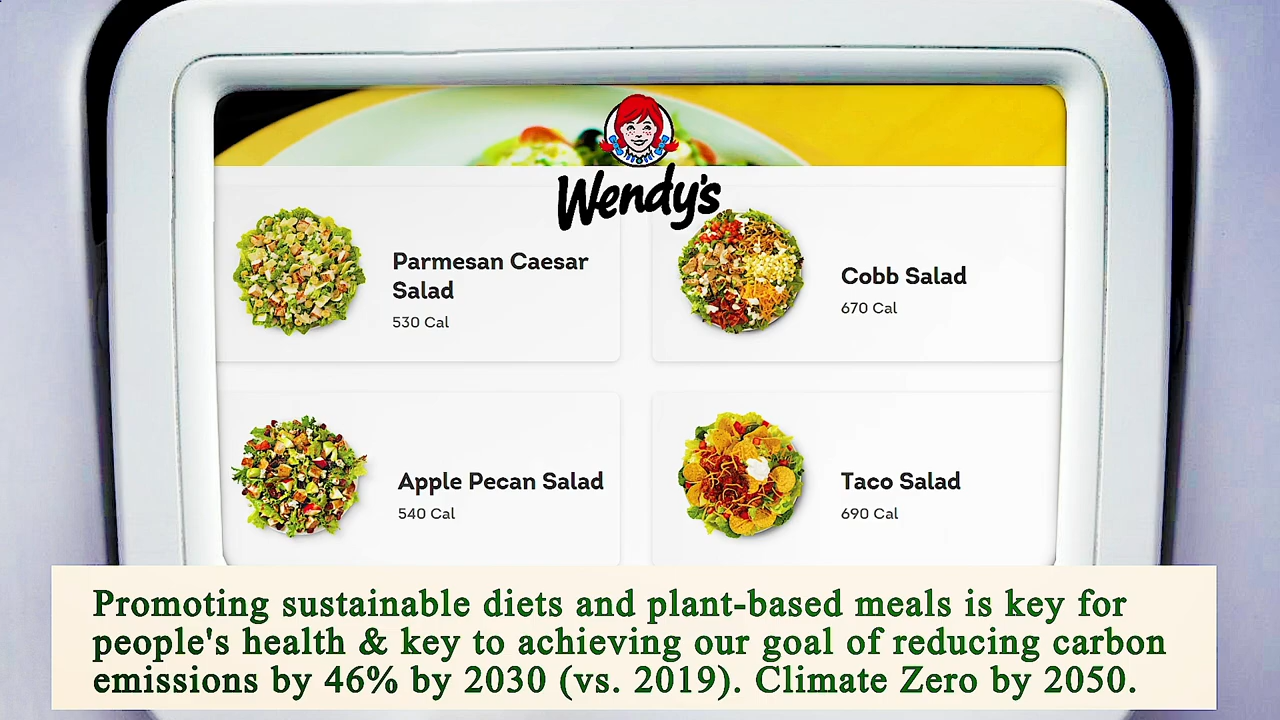 Wendy's
Parmesan Caesar
Salad
530 Cal
Cobb Salad
670 Cal
Apple Pecan Salad
540 Cal
Taco Salad
690 Cal
Promoting sustainable diets and plant-based meals is key for
people's health & key to achieving our goal of reducing carbon
emissions by 46% by 2030 (vs. 2019). Climate Zero by 2050.